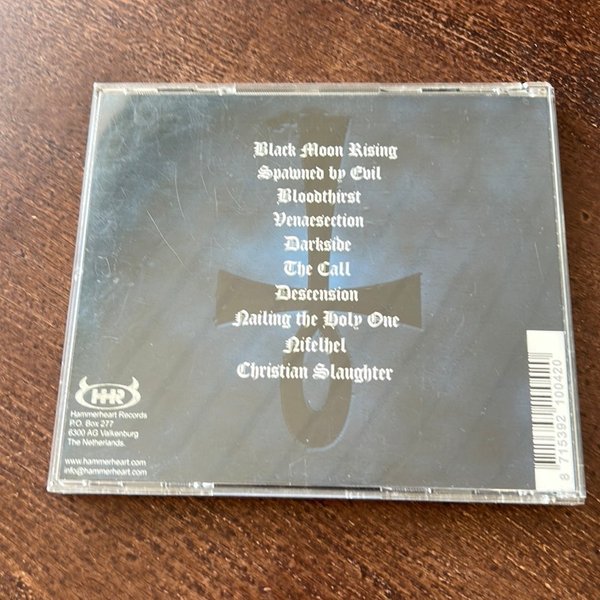 Black Moon Rising
Spawned by Evil
Bloodthirst
Venaesection
Darkside
The Call
Descension
Nailing the Holy One
Nifelhel
Christian Slaughter
HHR
Hammerheart Records
P.O. Box 277
6300 AG Valkenburg
The Netherlands.
www.hammerheart.com
info@hammerheart.com
8 715392 100420